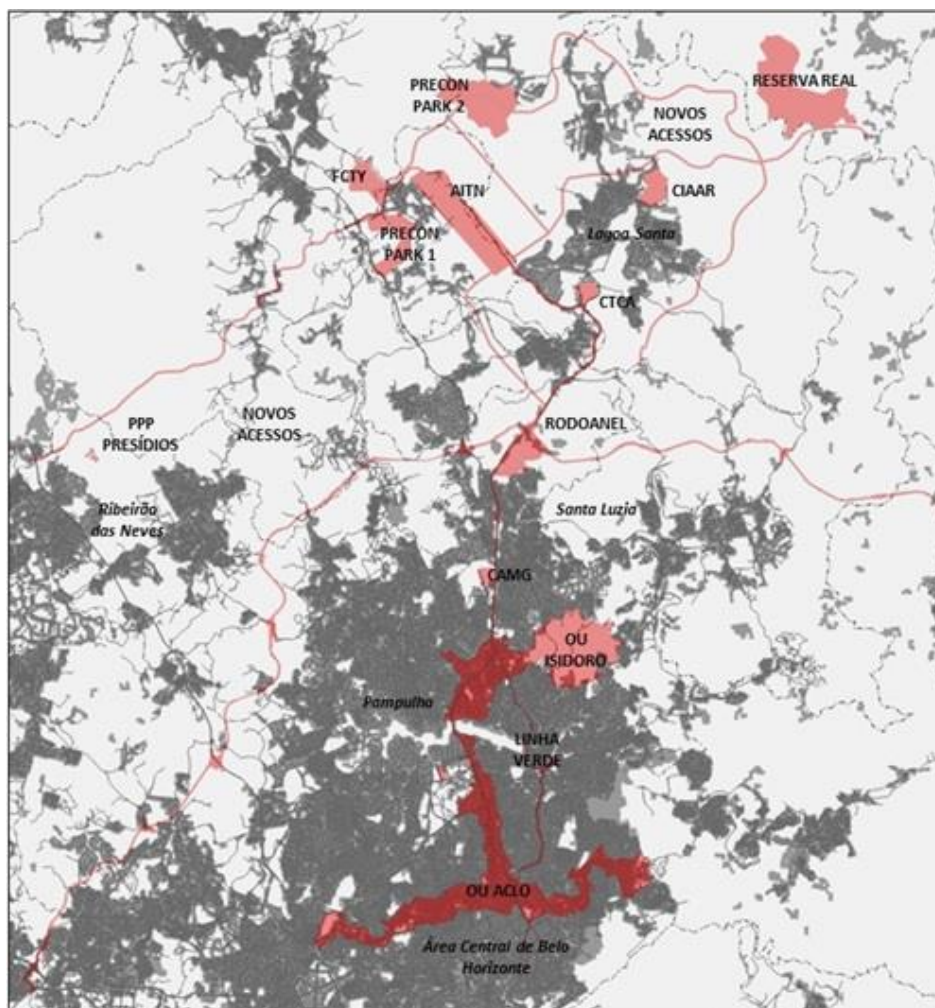 RESERVA REAL
PRECON
PARK 2
NOVOS
ACESSOS
FCTY
AITN
CIAAR
PRECON
PARK 1
Lagoa Santa
CTCA
NOVOS
ACESSOS
PPP
PRESÍDIOS
RODOANEL
Ribeirão
das Neves
Santa Luzia
CAMG
OU
ISIDORO
Pampulha
LINHA
VERDE
OU ACLO
Área Central de Belo
Horizonte